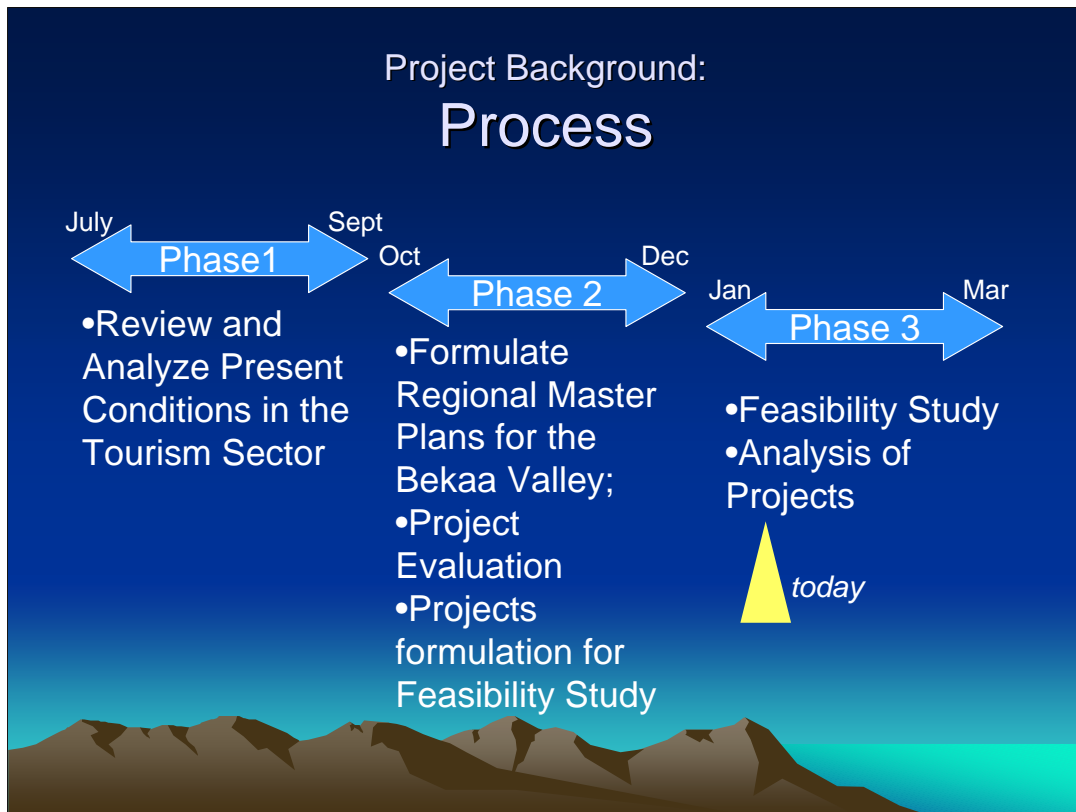 Project Background:
Process
July
Sept
Phase1
•Review and
Analyze Present
Conditions in the
Tourism Sector
Oct
Dec
Phase 2
•Formulate
Regional Master
Plans for the
Bekaa Valley;
•Project
Evaluation
•Projects
formulation for
Feasibility Study
Jan
Mar
Phase 3
•Feasibility Study
•Analysis of
Projects
today